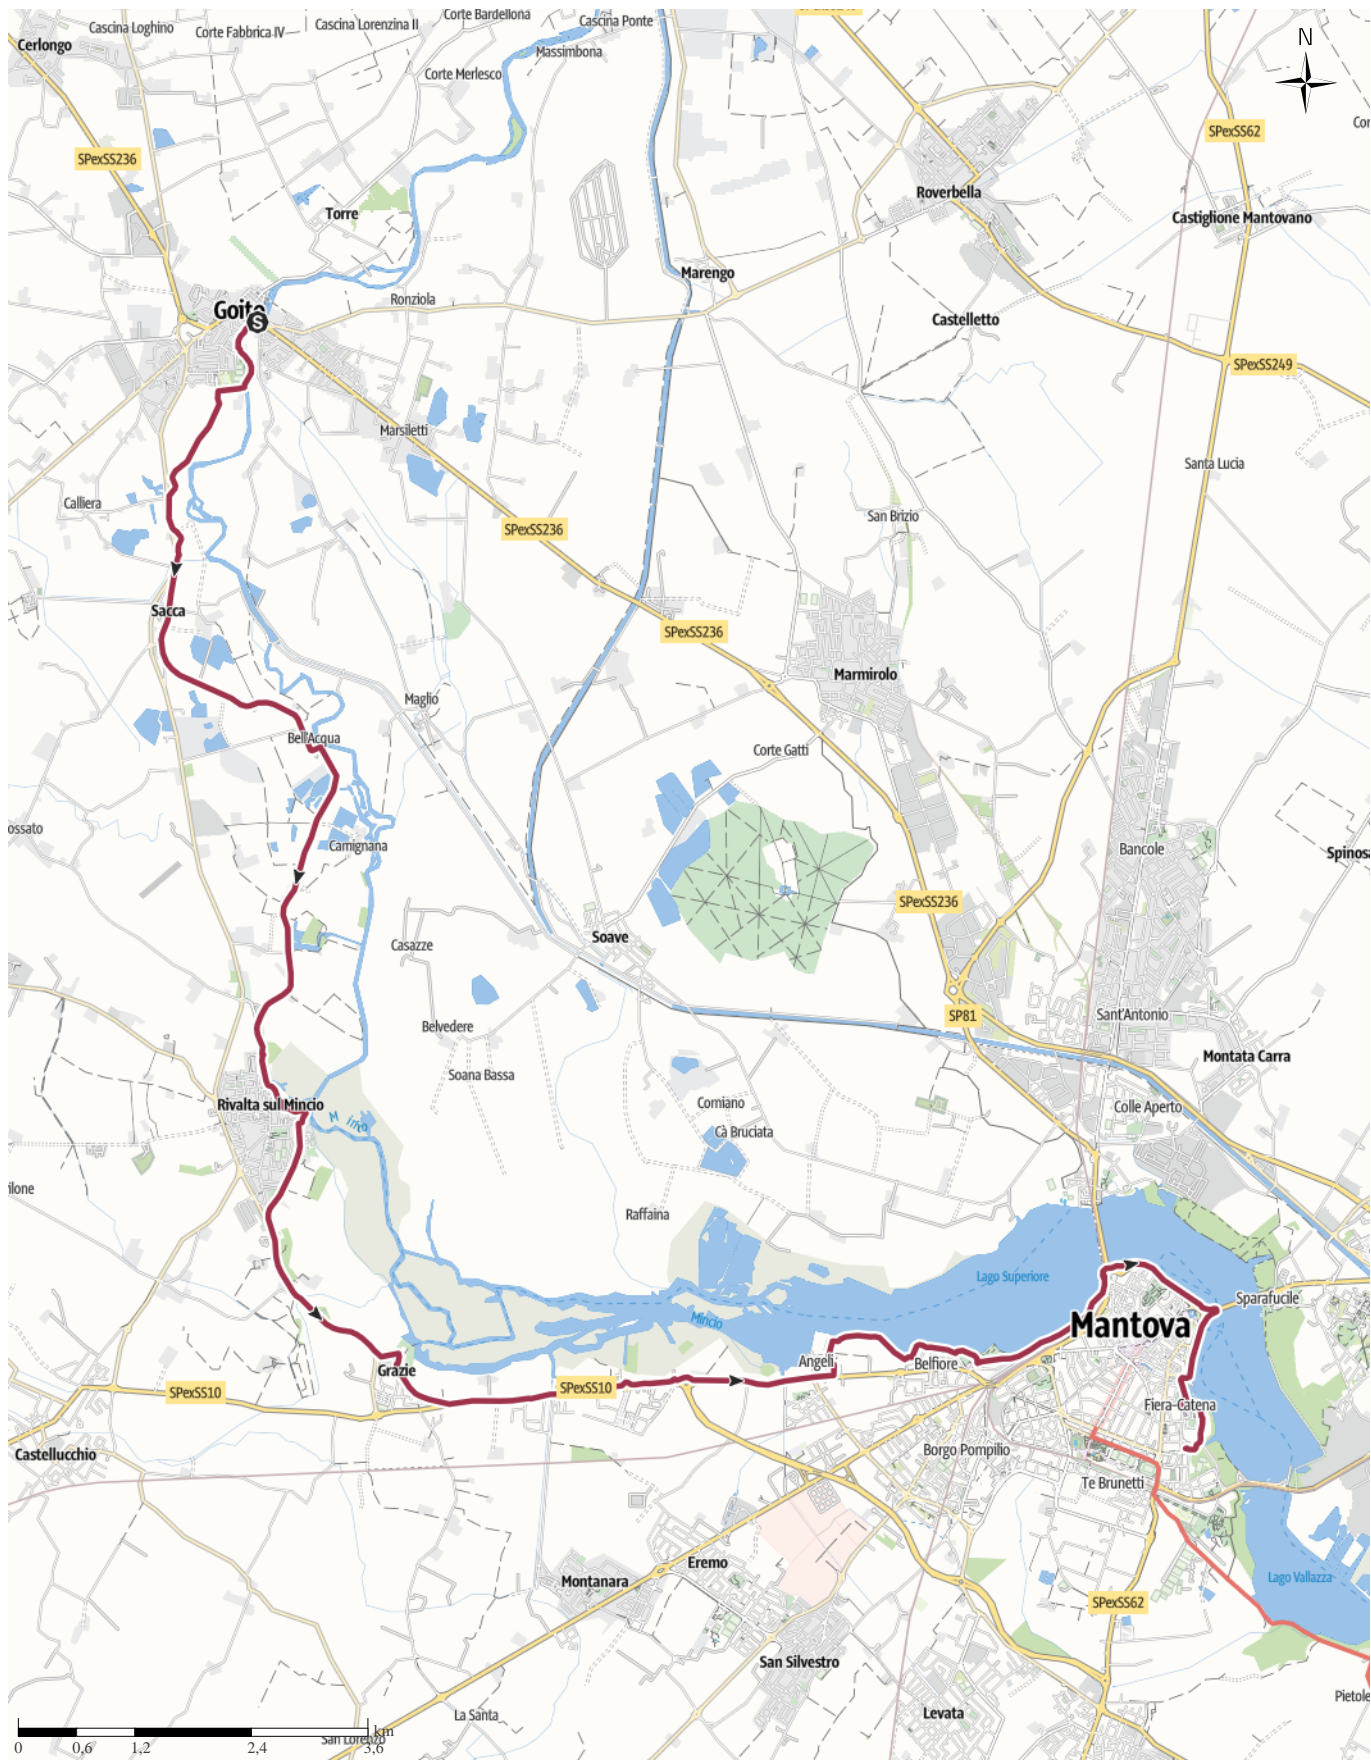 Cascina Loghino
Corte Fabbrica IV
Cascina Lorenzina II
Corte Bardellona
Cascina Ponte
Cerlongo
Massimbona
Corte Merlesco
N
SPexSS62
SPexSS236
Roverbella
Castiglione Mantovano
Torre
Marengo
Ronziola
Goito
S
Castelletto
SPexSS249
Marsiletti
Santa Lucia
Calliera
San Brizio
SPexSS236
Sacca
SPexSS236
Marmirolo
Maglio
Bell'Acqua
Corte Gatti
ossato
Camignana
Bancole
Spinosa
SPexSS236
Soave
Casazze
SP81
Sant'Antonio
Belvedere
Montata Carra
Soana Bassa
Rivalta sul Mincio
Corniano
Colle Aperto
Mincio
Cà Bruciata
ilone
Raffaina
Lago Superiore
Sparafucile
Mincio
Mantova
Angeli
Belfiore
Grazie
SPexSS10
SPexSS10
Fiera-Catena
Castellucchio
Borgo Pompilio
Te Brunetti
Eremo
Montanara
Lago Vallazza
SPexSS62
San Silvestro
Pietole
La Santa
Levata
km
San Lorenzo
0 0,6 1,2 2,4 3,6